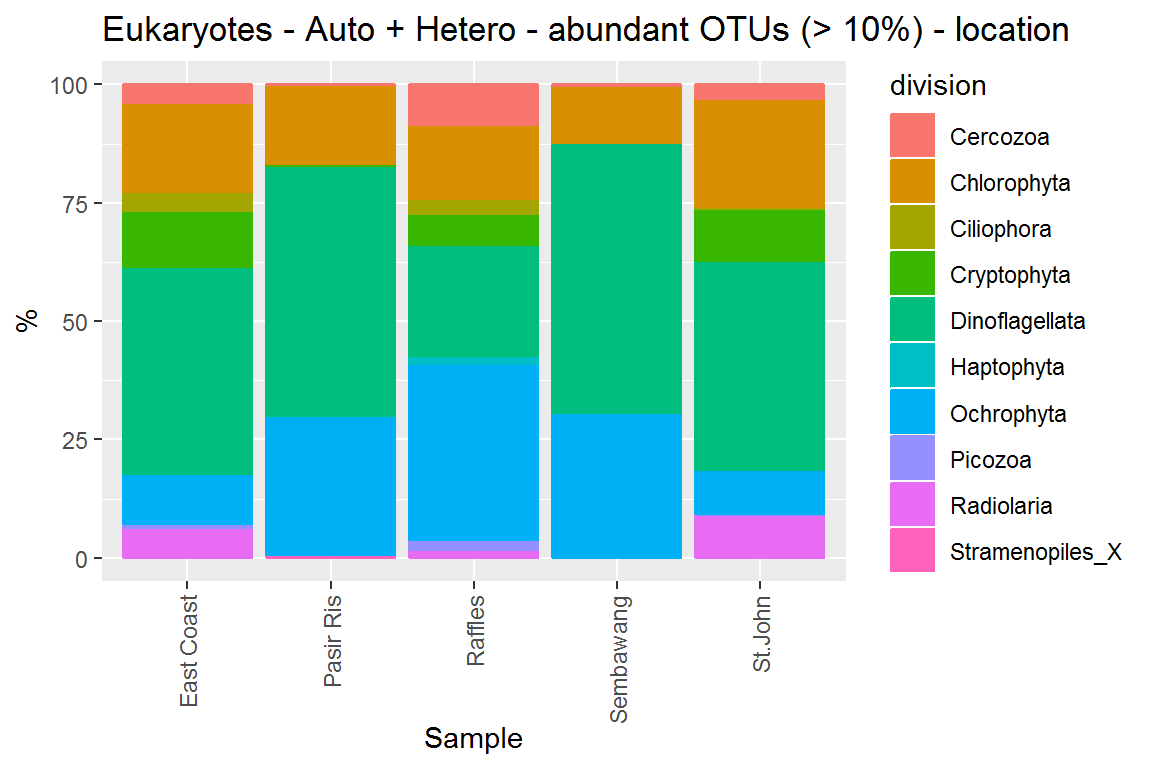 Eukaryotes - Auto + Hetero - abundant OTUs (> 10%) - location
100
75
50
25
0
%
East Coast
Pasir Ris
Raffles
Sembawang
St.John
Sample
division
Cercozoa
Chlorophyta
Ciliophora
Cryptophyta
Dinoflagellata
Haptophyta
Ochrophyta
Picozoa
Radiolaria
Stramenopiles_X